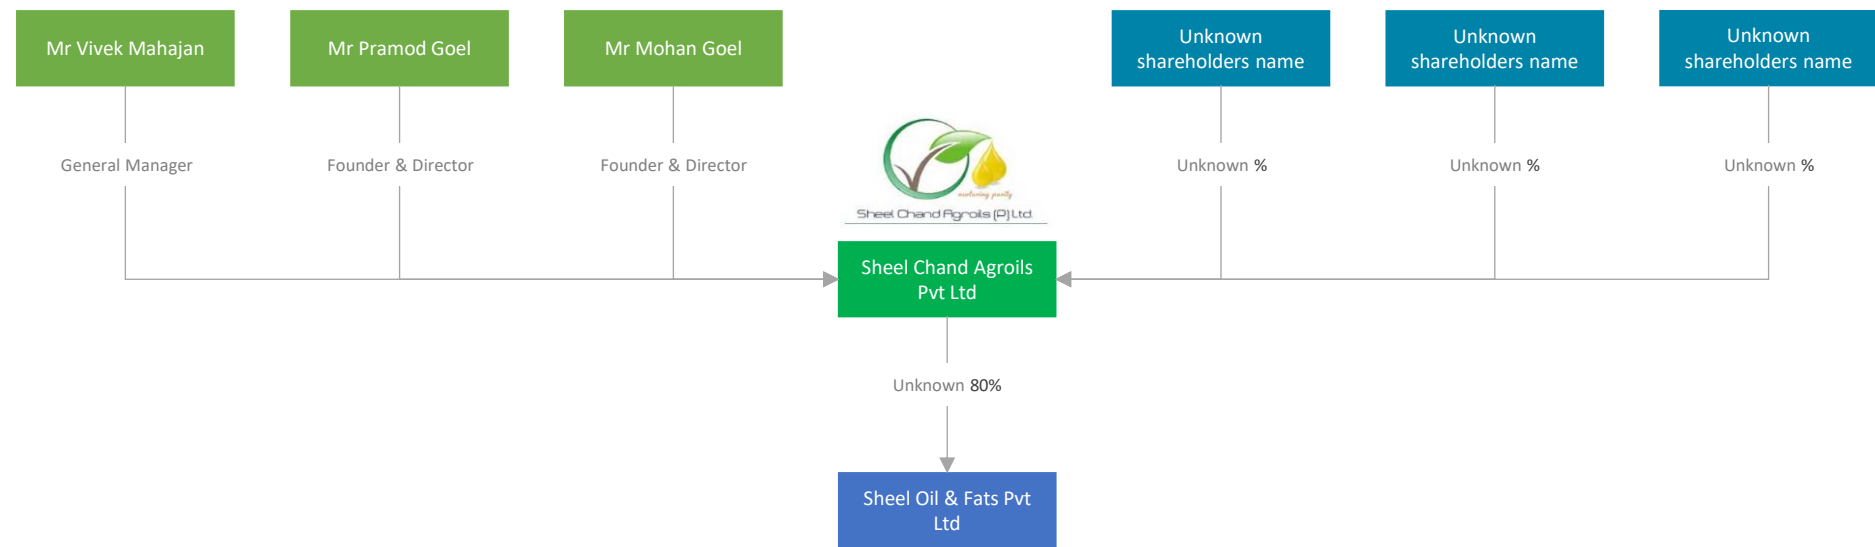 Mr Vivek Mahajan
Mr Pramod Goel
Mr Mohan Goel
Unknown
shareholders name
Unknown
shareholders name
Unknown
shareholders name
General Manager
Founder & Director
Founder & Director
Unknown %
Unknown %
Unknown %
nurturing purity
Sheel Chand Agroils (P) Ltd.
Sheel Chand Agroils
Pvt Ltd
Unknown 80%
Sheel Oil & Fats Pvt
Ltd